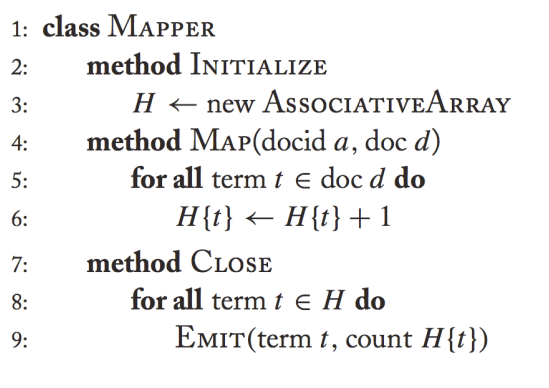 1: class MAPPER
2: method INITIALIZE
3: H ← new ASSOCIATIVEARRAY
4: method MAP(docid a, doc d)
5: for all term t ∈ doc d do
6: H{t} ← H{t} + 1
7: method CLOSE
8: for all term t ∈ H do
9: EMIT(term t, count H{t})